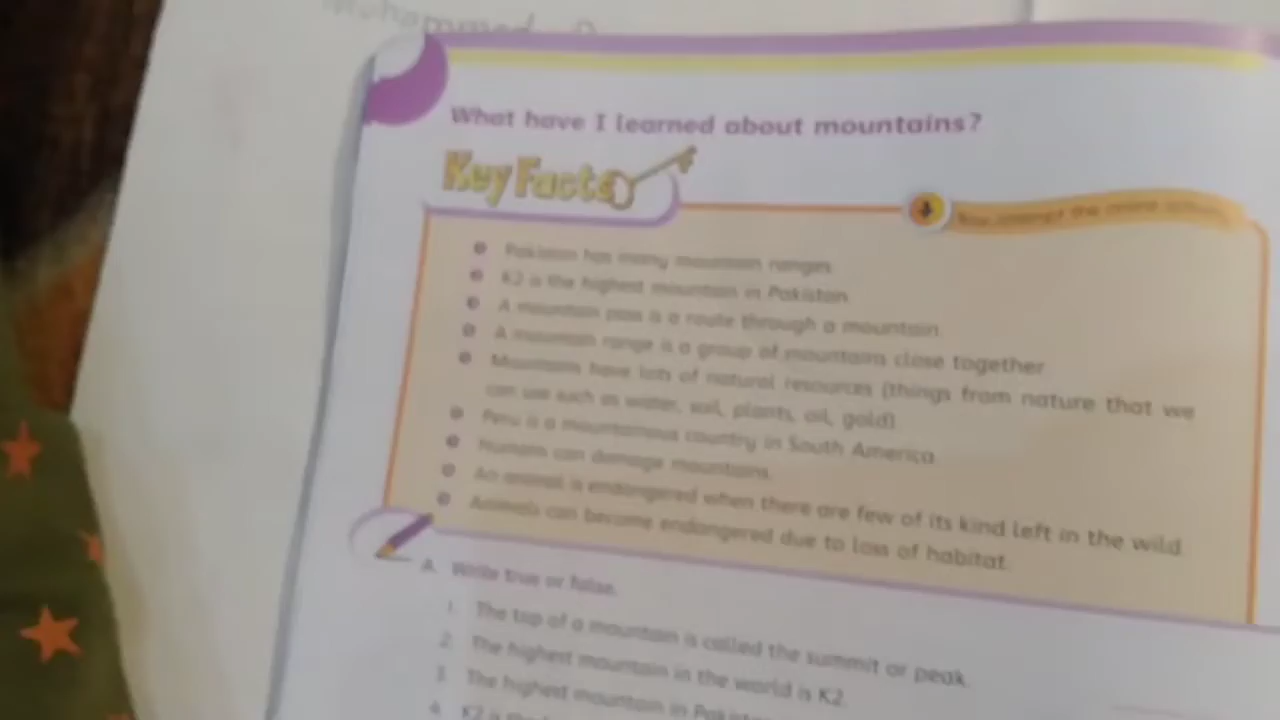 Muhammed
What have I learned about mountains?
Key Facts
Pakistan has many mountain ranges.
K2 is the highest mountain in Pakistan.
A mountain pass is a route through a mountain.
A mountain range is a group of mountains close together.
Mountains have lots of natural resources (things from nature that we
can use such as water, soil, plants, oil, gold).
Peru is a mountainous country in South America.
Humans can damage mountains.
An animal is endangered when there are few of its kind left in the wild.
Animals can become endangered due to loss of habitat.
A. Write true or false.
1. The top of a mountain is called the summit or peak.
2. The highest mountain in the world is K2.
3. The highest mountain in
4. K2 is